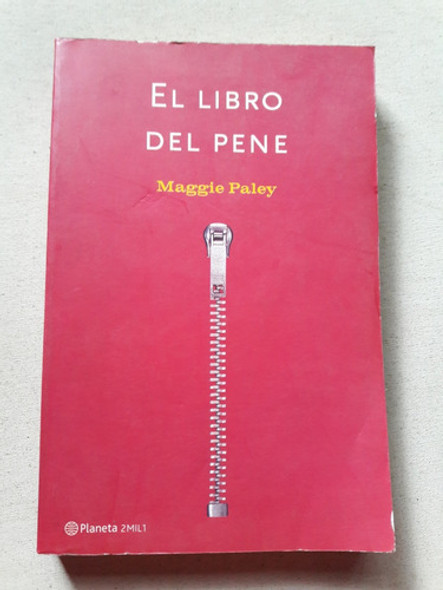 EL LIBRO
DEL PENE
Maggie Paley
Planeta 2MIL1